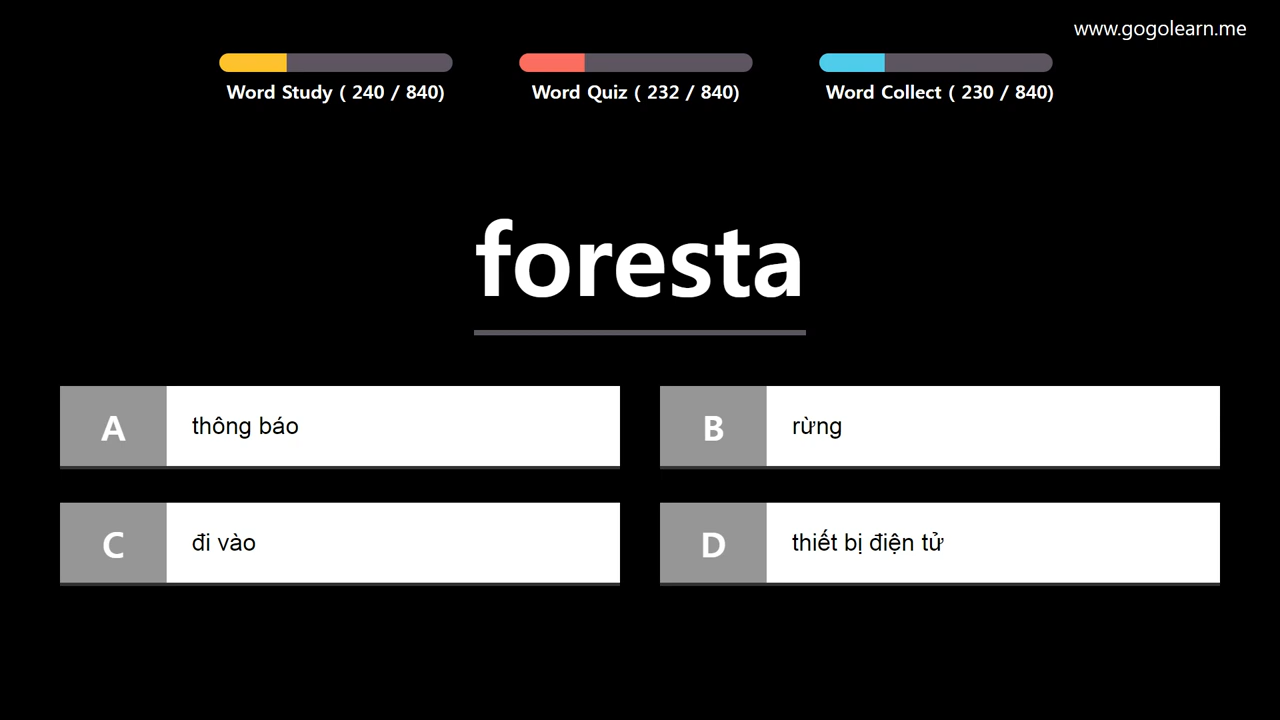 www.gogolearn.me
Word Study ( 240 / 840)
Word Quiz ( 232 / 840)
Word Collect ( 230 / 840)
foresta
A thông báo
B rừng
C đi vào
D thiết bị điện tử